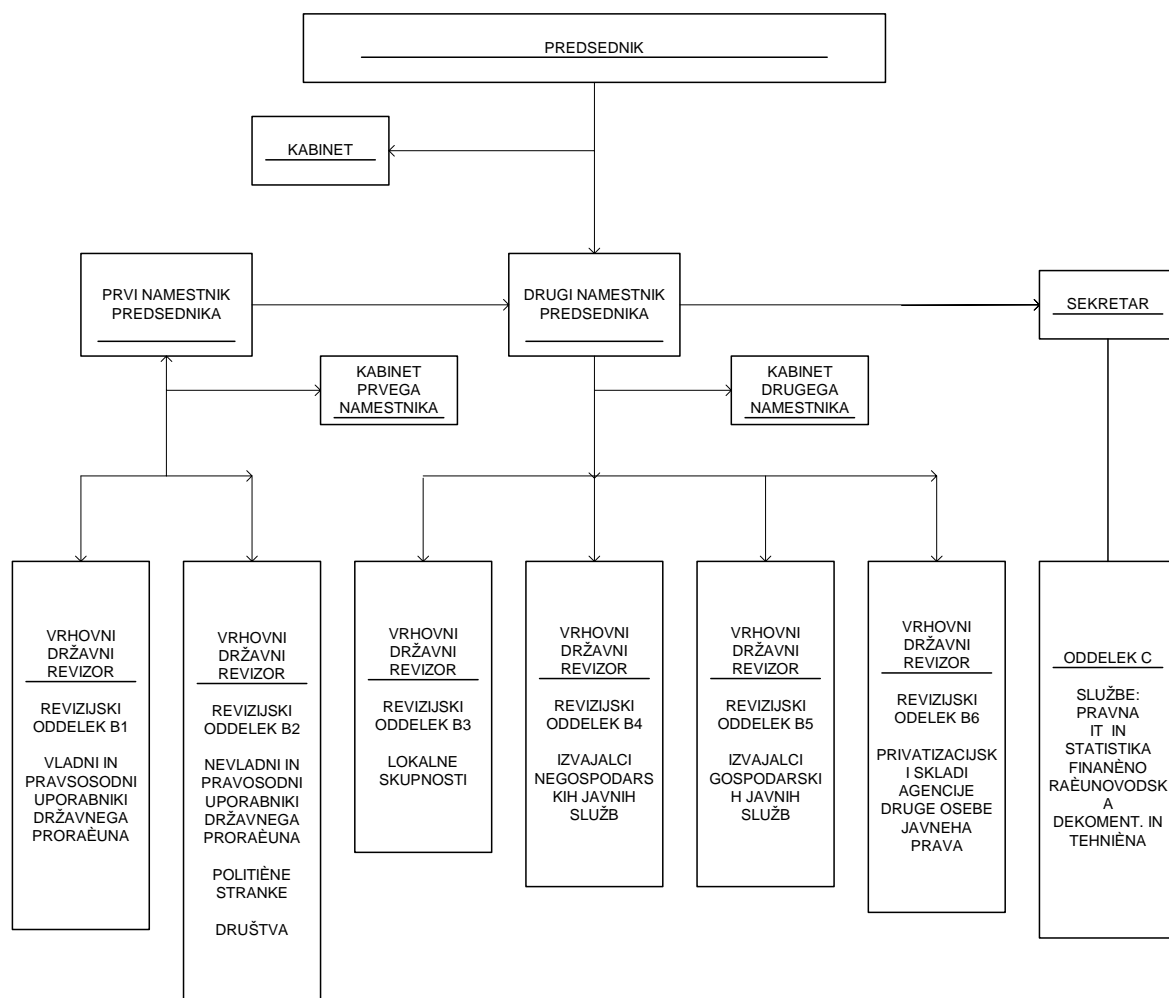 PREDSEDNIK
KABINET
PRVI NAMESTNIK
PREDSEDNIKA
DRUGI NAMESTNIK
PREDSEDNIKA
SEKRETAR
KABINET
PRVEGA
NAMESTNIKA
KABINET
DRUGEGA
NAMESTNIKA
VRHOVNI
DRŽAVNI
REVIZOR
REVIZIJSKI
ODDELEK B1
VLADNI IN
PRAVSOSODNI
UPORABNIKI
DRŽAVNEGA
PRORAÈUNA
VRHOVNI
DRŽAVNI
REVIZOR
REVIZIJSKI
ODDELEK B2
NEVLADNI IN
PRAVOSODNI
UPORABNIKI
DRŽAVNEGA
PRORAÈUNA
POLITIÈNE
STRANKE
DRUŠTVA
VRHOVNI
DRŽAVNI
REVIZOR
REVIZIJSKI
ODDELEK B3
LOKALNE
SKUPNOSTI
VRHOVNI
DRŽAVNI
REVIZOR
REVIZIJSKI
ODDELEK B4
IZVAJALCI
NEGOSPODARS
KIH JAVNIH
SLUŽB
VRHOVNI
DRŽAVNI
REVIZOR
REVIZIJSKI
ODDELEK B5
IZVAJALCI
GOSPODARSKI
H JAVNIH
SLUŽB
VRHOVNI
DRŽAVNI
REVIZOR
REVIZIJSKI
ODELEK B6
PRIVATIZACIJSK
I SKLADI
AGENCIJE
DRUGE OSEBE
JAVNEHA
PRAVA
ODDELEK C
SLUŽBE:
PRAVNA
IT IN
STATISTIKA
FINANÈNO
RAÈUNOVODSK
A
DEKOMENT. IN
TEHNIÈNA